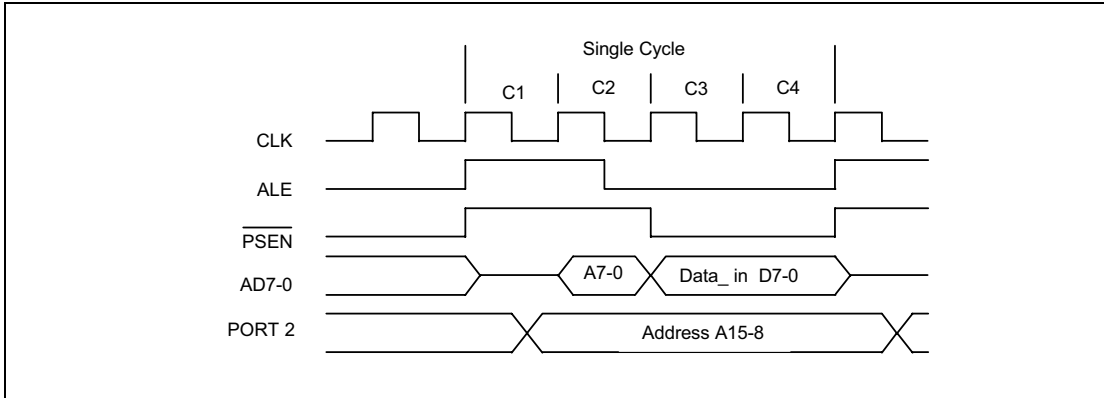 Single Cycle
C1 C2 C3 C4
CLK
ALE
PSEN
AD7-0 A7-0 Data_ in D7-0
PORT 2 Address A15-8